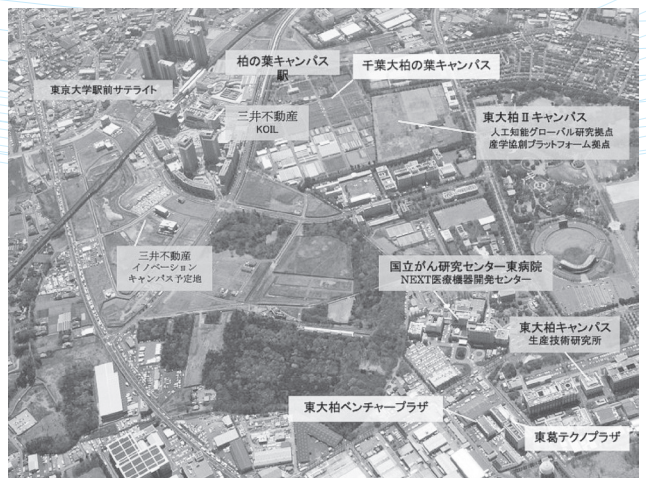 柏の葉キャンパス
駅
千葉大柏の葉キャンパス
東京大学駅前サテライト
三井不動産
KOIL
東大柏Ⅱキャンパス
人工知能グローバル研究拠点
産学協創プラットフォーム拠点
三井不動産
イノベーション
キャンパス予定地
国立がん研究センター東病院
NEXT医療機器開発センター
東大柏キャンパス
生産技術研究所
東大柏ベンチャープラザ
東葛テクノプラザ